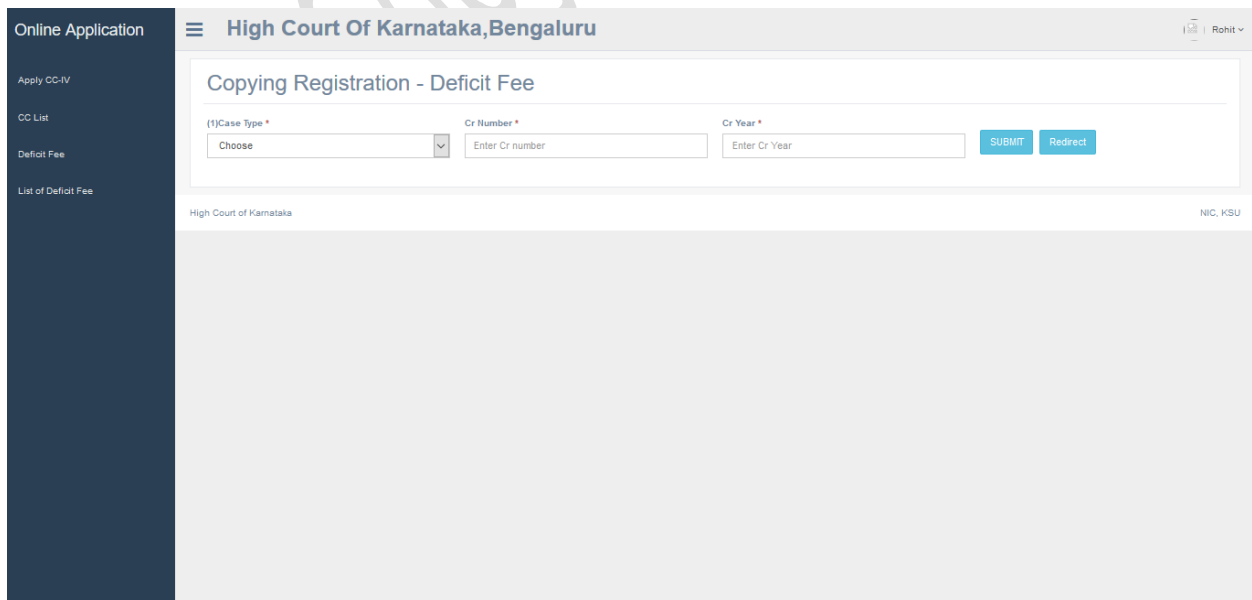 Online Application
High Court Of Karnataka,Bengaluru
Rohit
Apply CC-IV
CC List
Deficit Fee
List of Deficit Fee
Copying Registration - Deficit Fee
(1)Case Type * Cr Number * Cr Year *
Choose Enter Cr number Enter Cr Year SUBMIT Redirect
High Court of Karnataka NIC, KSU